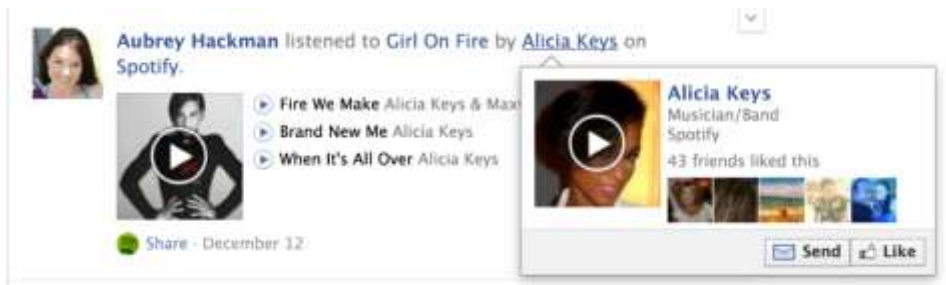 Aubrey Hackman listened to Girl On Fire by Alicia Keys on
Spotify.
Fire We Make Alicia Keys &
Brand New Me Alicia Keys
When It's All Over Alicia Keys
Share · December 12
Alicia Keys
Musician/Band
Spotify
43 friends liked this
Send Like